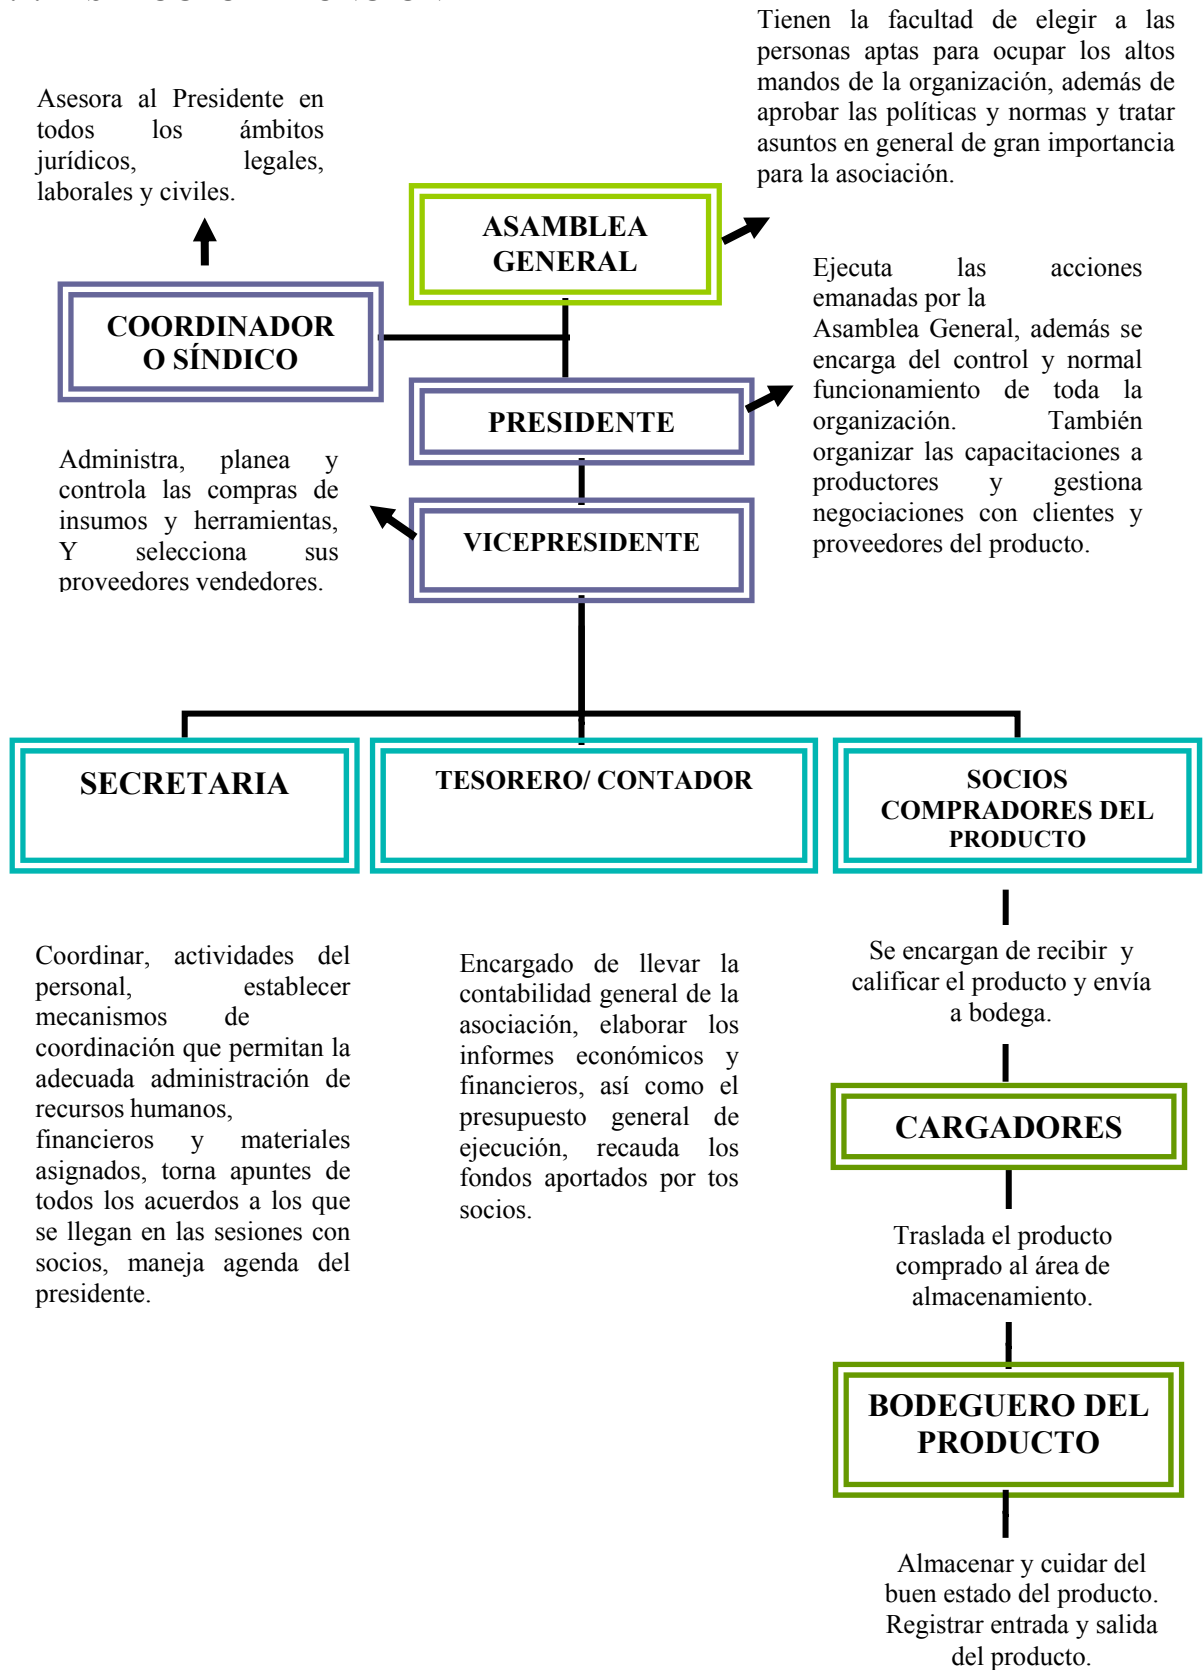 Tienen la facultad de elegir a las
personas aptas para ocupar los altos
mandos de la organización, además de
aprobar las políticas y normas y tratar
asuntos en general de gran importancia
para la asociación.
Asesora al Presidente en
todos los ámbitos
jurídicos, legales,
laborales y civiles.
ASAMBLEA
GENERAL
COORDINADOR
O SÍNDICO
Ejecuta las acciones
emanadas por la
Asamblea General, además se
encarga del control y normal
funcionamiento de toda la
organización. También
organizar las capacitaciones a
productores y gestiona
negociaciones con clientes y
proveedores del producto.
PRESIDENTE
Administra, planea y
controla las compras de
insumos y herramientas,
Y selecciona sus
proveedores vendedores.
VICEPRESIDENTE
SECRETARIA
TESORERO/ CONTADOR
SOCIOS
COMPRADORES DEL
PRODUCTO
Coordinar, actividades del
personal, establecer
mecanismos de
coordinación que permitan la
adecuada administración de
recursos humanos,
financieros y materiales
asignados, torna apuntes de
todos los acuerdos a los que
se llegan en las sesiones con
socios, maneja agenda del
presidente.
Encargado de llevar la
contabilidad general de la
asociación, elaborar los
informes económicos y
financieros, así como el
presupuesto general de
ejecución, recauda los
fondos aportados por tos
socios.
Se encargan de recibir y
calificar el producto y envía
a bodega.
CARGADORES
Traslada el producto
comprado al área de
almacenamiento.
BODEGUERO DEL
PRODUCTO
Almacenar y cuidar del
buen estado del producto.
Registrar entrada y salida
del producto.